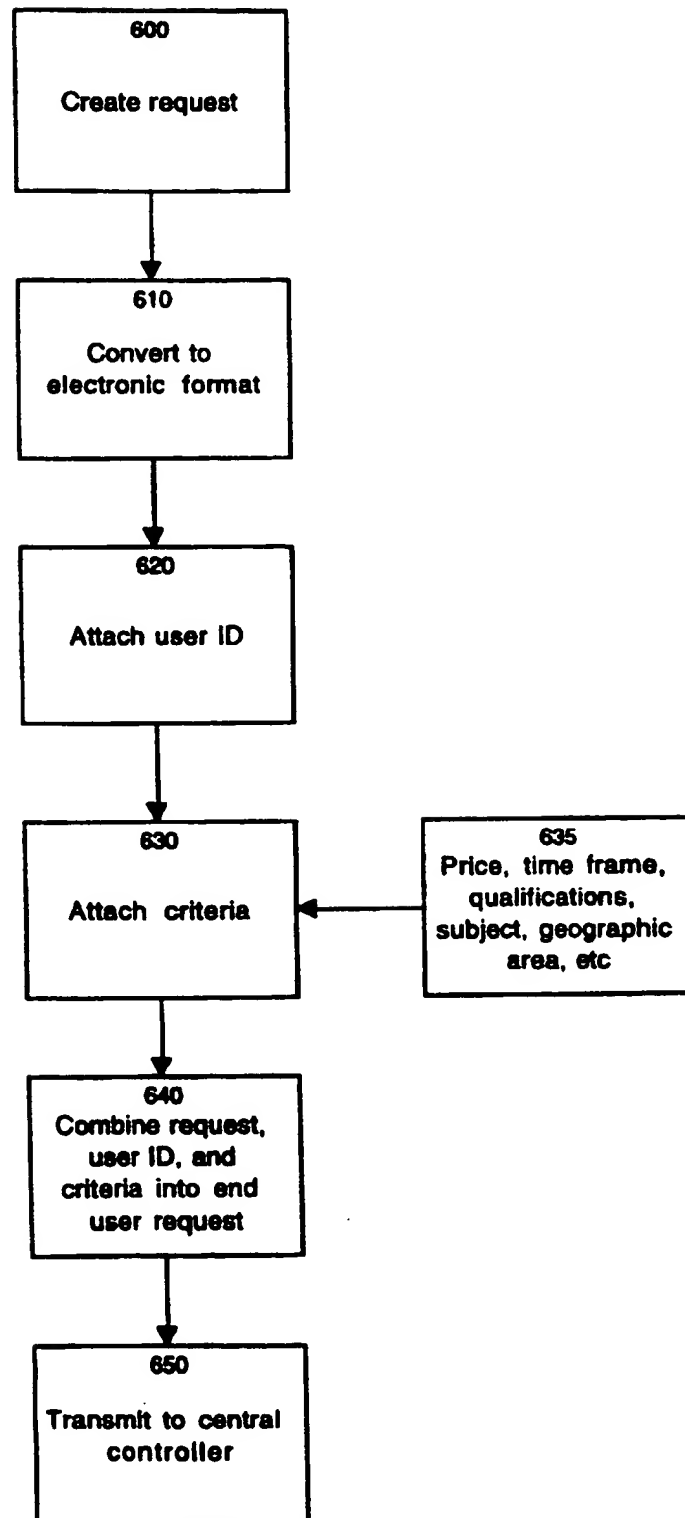 600
Create request
610
Convert to
electronic format
620
Attach user ID
630
Attach criteria
635
Price, time frame,
qualifications,
subject, geographic
area, etc
640
Combine request,
user ID, and
criteria into end
user request
650
Transmit to central
controller